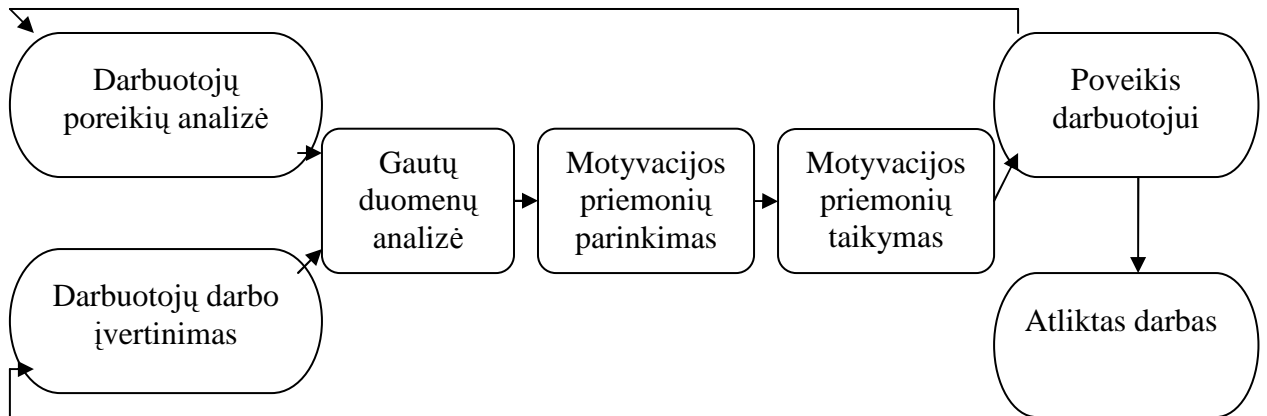 Darbuotojų
poreikių analizė
Poveikis
darbuotojui
Gautų
duomenų
analizė
Motyvacijos
priemonių
parinkimas
Motyvacijos
priemonių
taikymas
Darbuotojų darbo
įvertinimas
Atliktas darbas